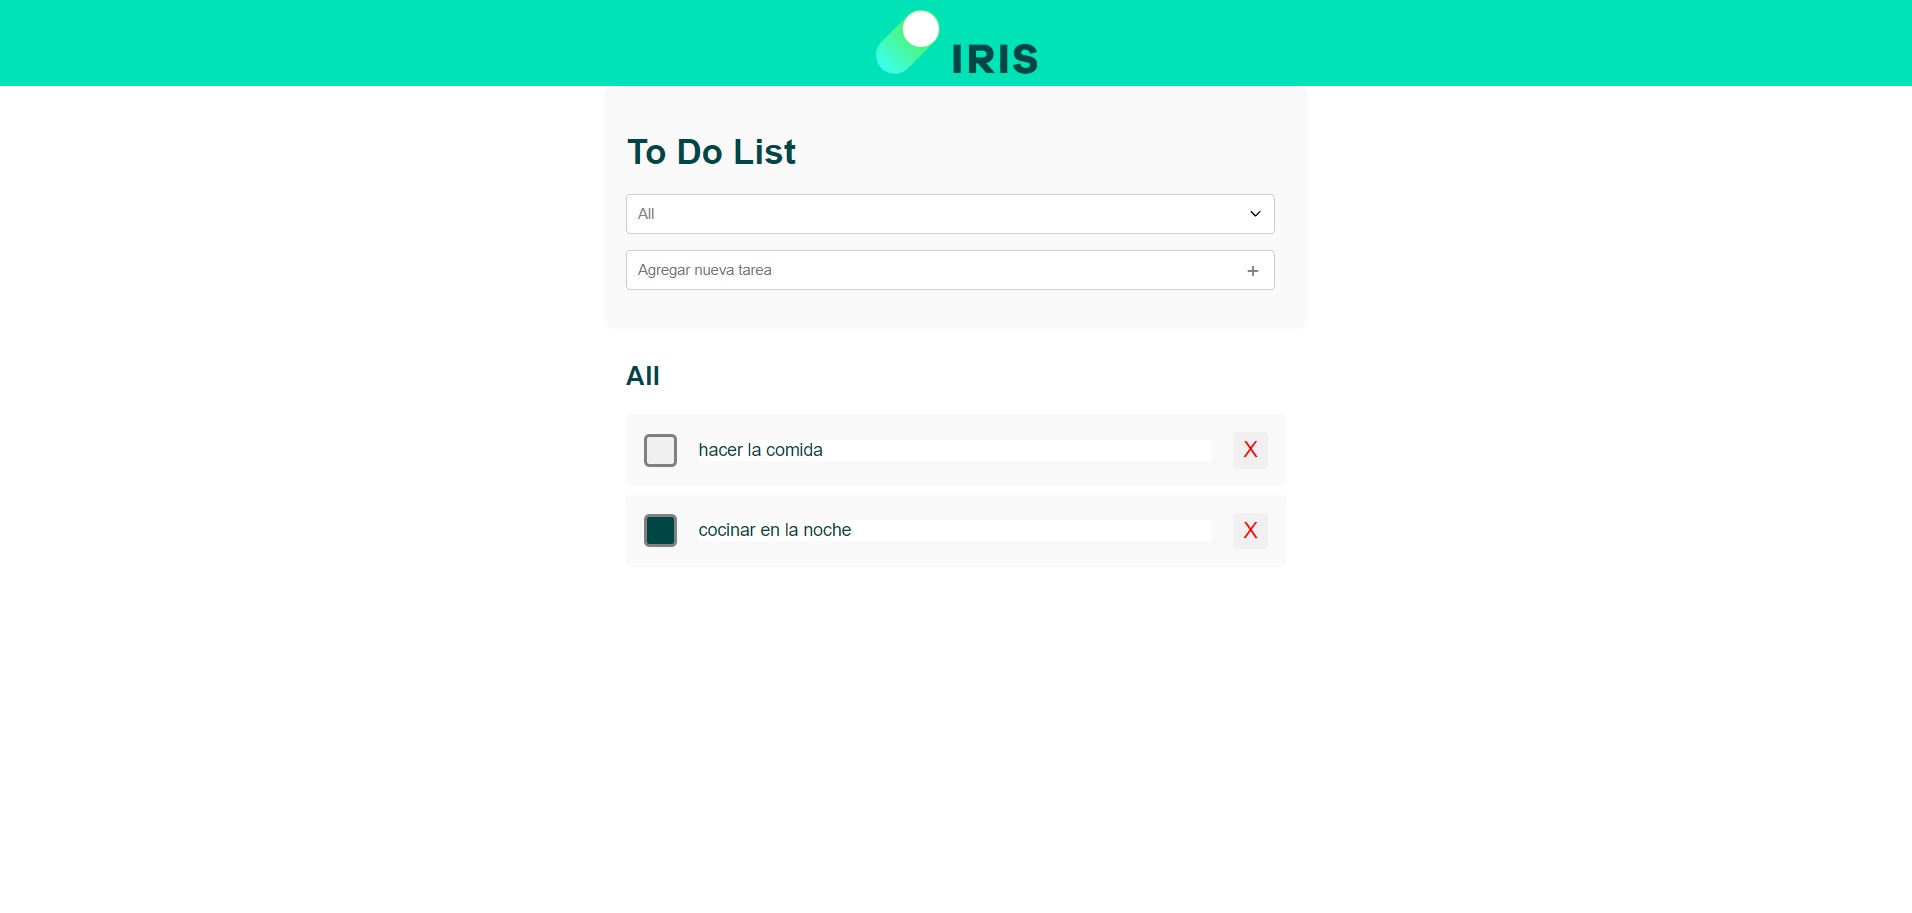 IRIS
To Do List
All
Agregar nueva tarea +
All
hacer la comida X
cocinar en la noche X